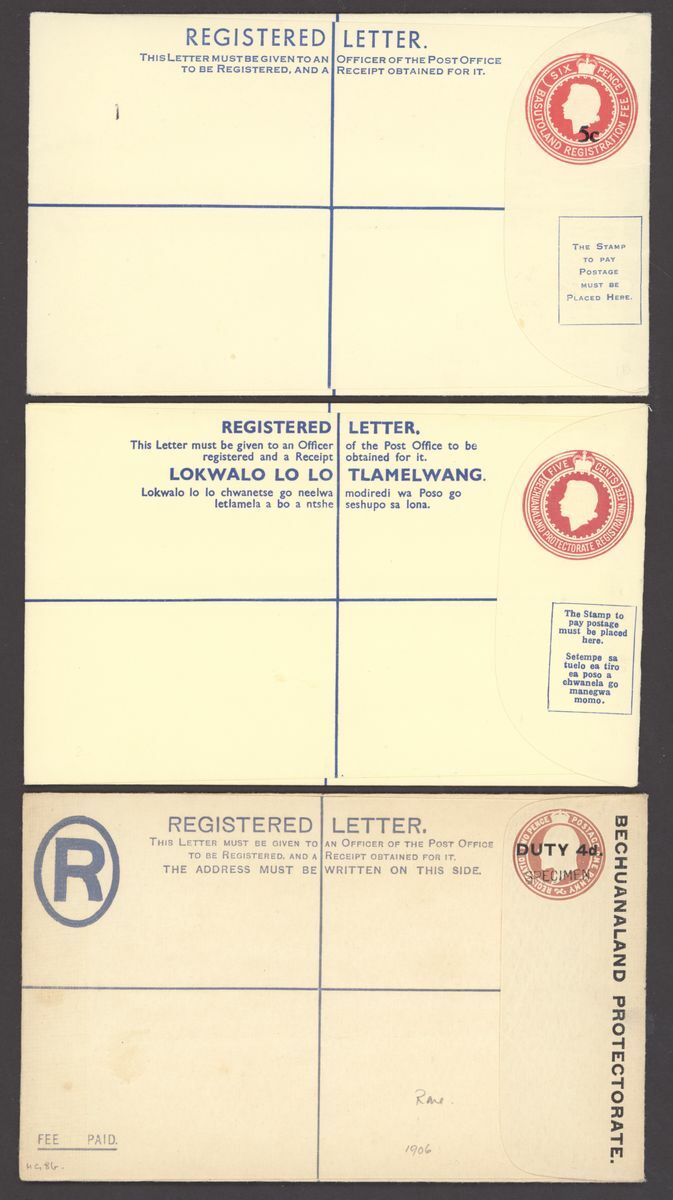 REGISTERED LETTER.
THIS LETTER MUST BE GIVEN TO AN OFFICER OF THE POST OFFICE
TO BE REGISTERED, AND A RECEIPT OBTAINED FOR IT.
SIX PENCE
BASUTOLAND REGISTRATION FEE
5c
THE STAMP
TO PAY
POSTAGE
MUST BE
PLACED HERE.
REGISTERED LETTER.
This Letter must be given to an Officer of the Post Office to be
registered and a Receipt obtained for it.
LOKWALO LO LO TLAMELWANG.
Lokwalo lo lo chwanetse go neelwa modiredi wa Poso go
letlamela a bo a ntshe seshupo sa lona.
FIVE CENTS
BECHUANALAND PROTECTORATE REGISTRATION FEE
The Stamp to
pay postage
must be placed
here.
Setempe sa
tuelo ea tiro
ea poso a
chwanela go
manegwa
momo.
R
REGISTERED LETTER.
THIS LETTER MUST BE GIVEN TO AN OFFICER OF THE POST OFFICE
TO BE REGISTERED, AND A RECEIPT OBTAINED FOR IT.
THE ADDRESS MUST BE WRITTEN ON THIS SIDE.
DUTY 4d.
SPECIMEN
BECHUANALAND PROTECTORATE.
Rare.
FEE PAID.
1906